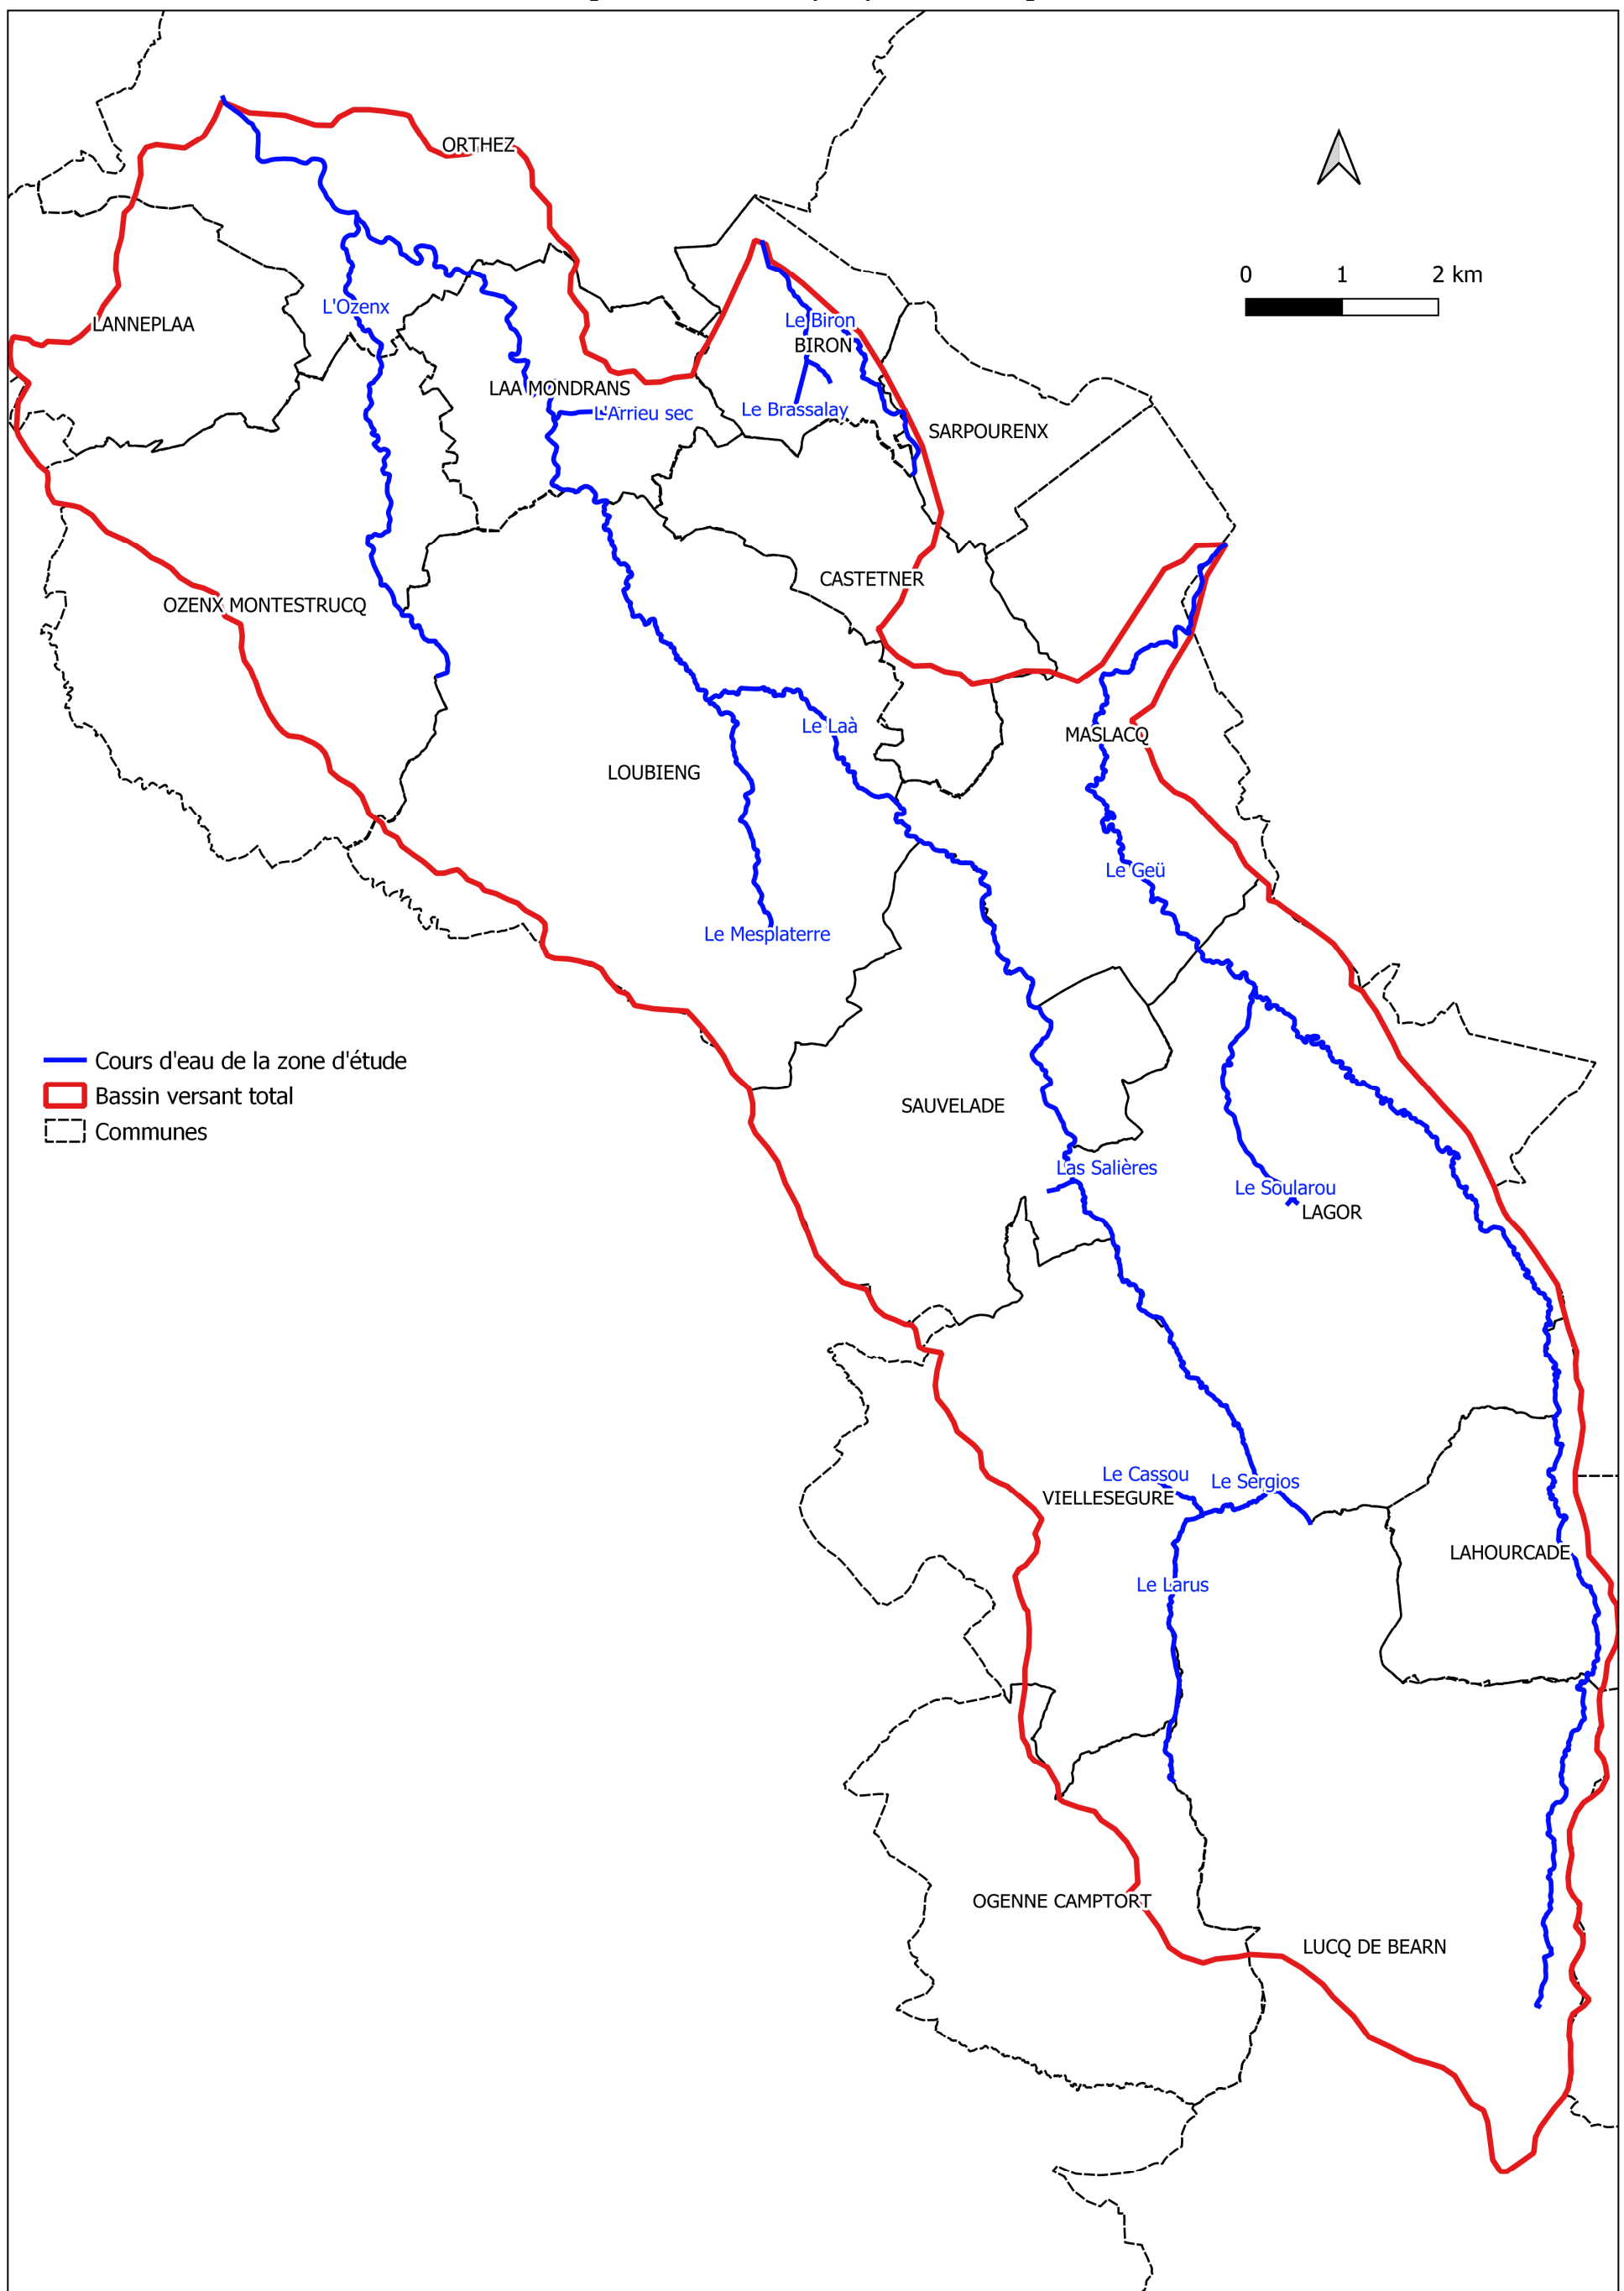 ORTHEZ
0 1 2 km
L'Ozenx
Le Biron
LANNEPLAA
BIRON
LAA MONDRANS
L'Arrieu sec
Le Brassalay
SARPOURENX
CASTETNER
OZENX MONTESTRUCQ
Le Laà
MASLACQ
LOUBIENG
Le Geü
Le Mesplaterre
Cours d'eau de la zone d'étude
Bassin versant total
Communes
SAUVELADE
Las Salières
Le Soularou
LAGOR
Le Cassou
Le Sergios
VIELLESEGURE
LAHOURCADE
Le Larus
OGENNE CAMPTORT
LUCQ DE BEARN